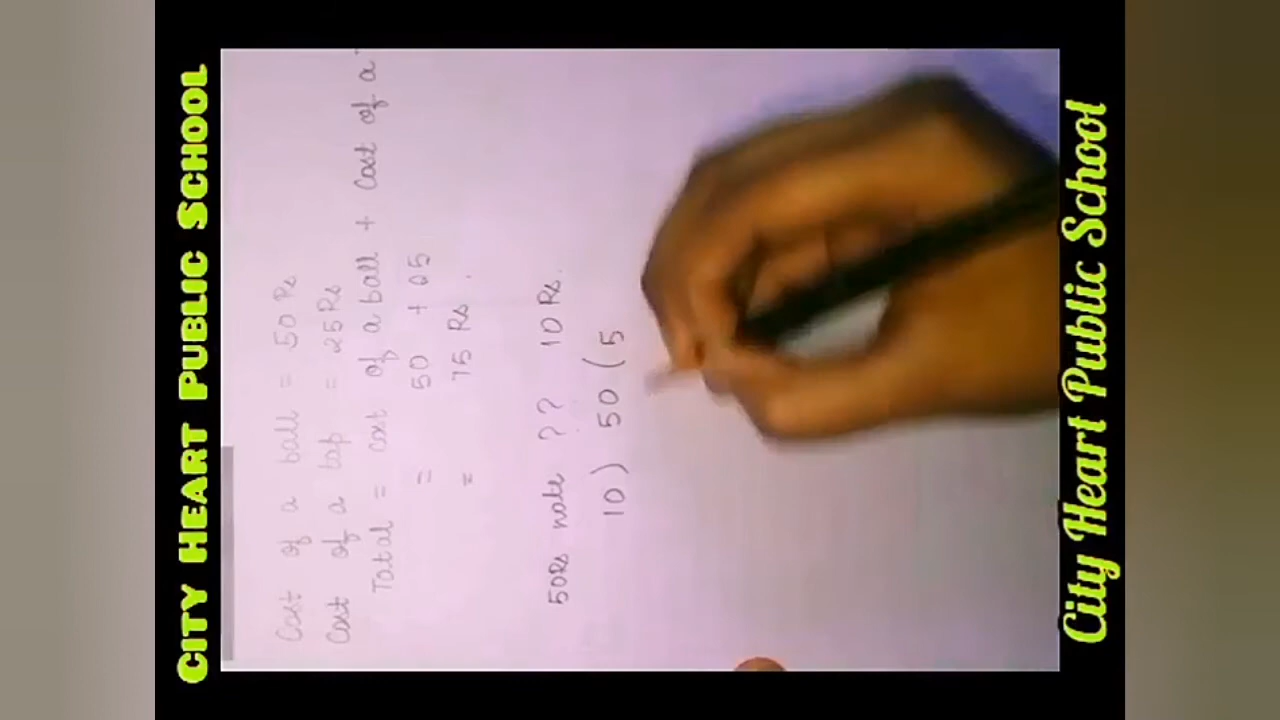 CITY HEART PUBLIC SCHOOL
Cost of a ball = 50 Rs
Cost of a tap = 25 Rs
Total = cost of a ball + cost of a
= 50 + 25
= 75 Rs.
50Rs note ?? 10 Rs.
10) 50 (5
City Heart Public School